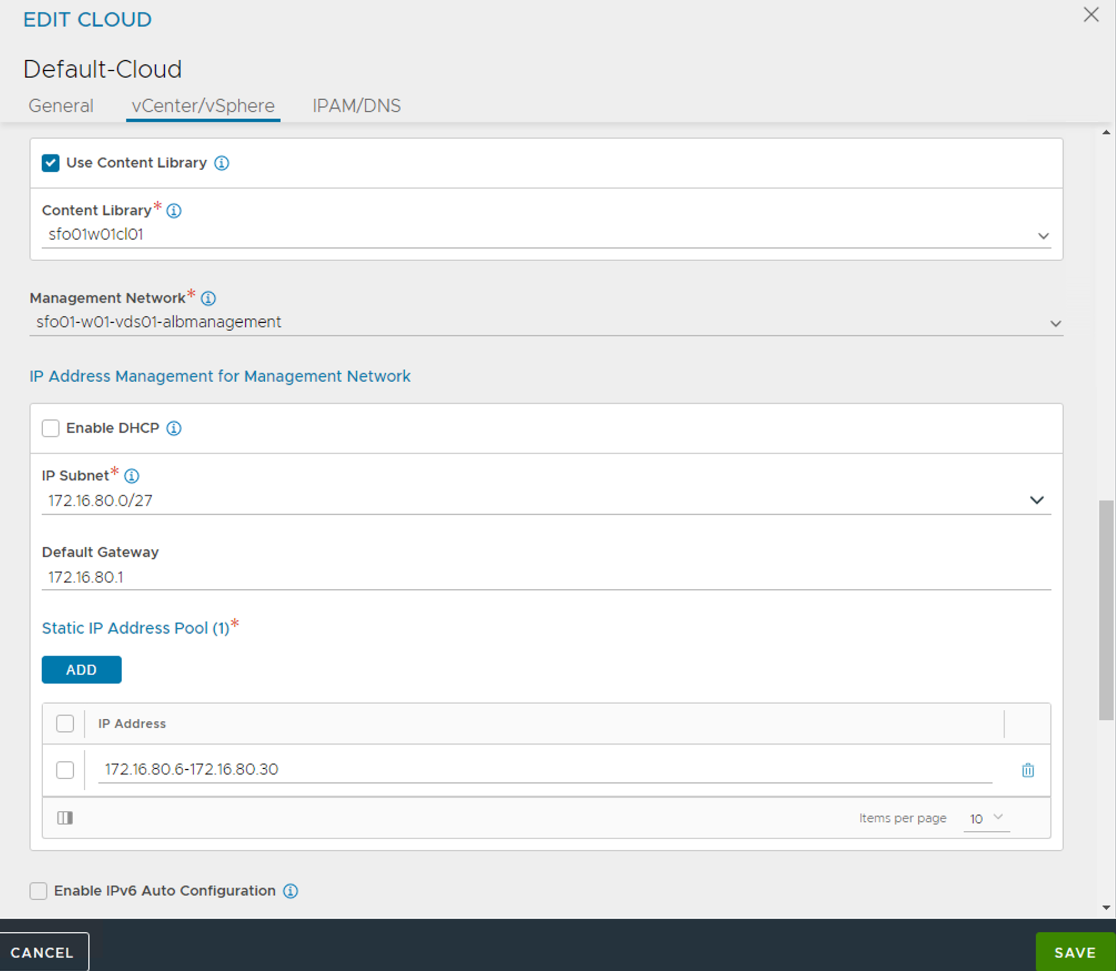 EDIT CLOUD
Default-Cloud
General vCenter/vSphere IPAM/DNS
Use Content Library
Content Library*
sfo01w01cl01
Management Network*
sfo01-w01-vds01-albmanagement
IP Address Management for Management Network
Enable DHCP
IP Subnet*
172.16.80.0/27
Default Gateway
172.16.80.1
Static IP Address Pool (1)*
ADD
IP Address
172.16.80.6-172.16.80.30
Items per page 10
Enable IPv6 Auto Configuration
CANCEL SAVE